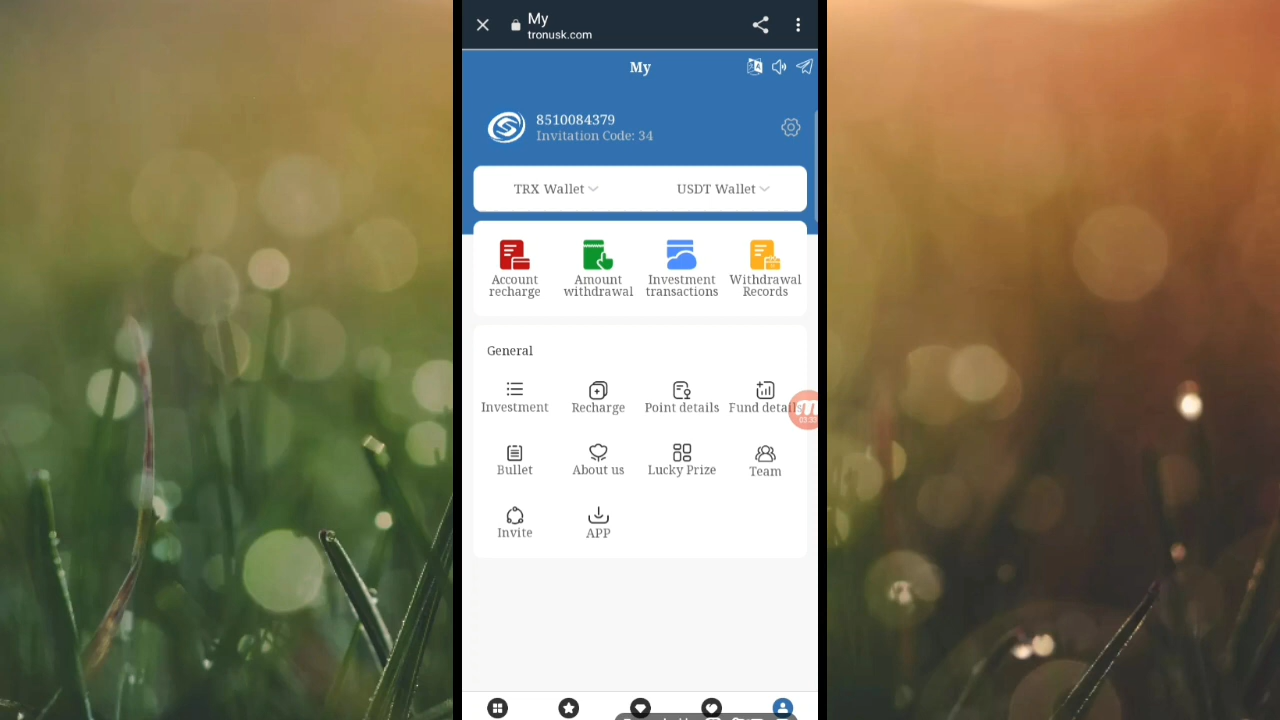 My
tronusk.com
My
8510084379
Invitation Code: 34
TRX Wallet
USDT Wallet
Account
recharge
Amount
withdrawal
Investment
transactions
Withdrawal
Records
General
Investment
Recharge
Point details
Fund details
Bullet
About us
Lucky Prize
Team
Invite
APP